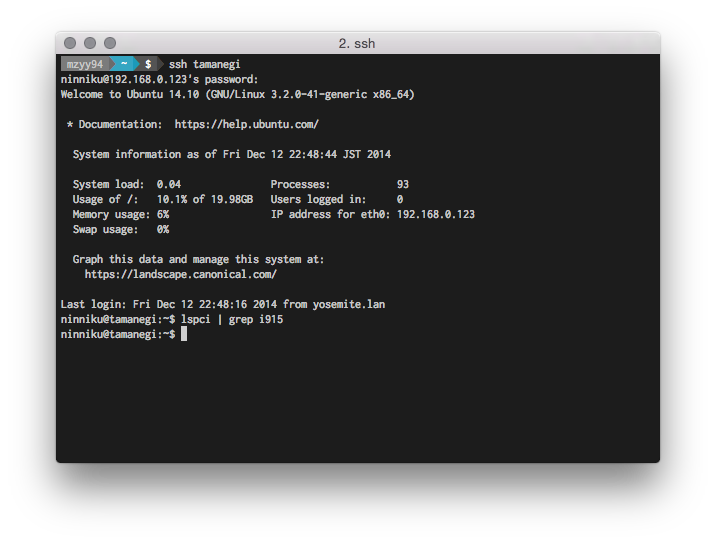 2. ssh
mzyy94 ~ $ ssh tamanegi
ninniku@192.168.0.123's password:
Welcome to Ubuntu 14.10 (GNU/Linux 3.2.0-41-generic x86_64)
* Documentation:  https://help.ubuntu.com/
System information as of Fri Dec 12 22:48:44 JST 2014
System load:  0.04               Processes:           93
Usage of /:   10.1% of 19.98GB   Users logged in:     0
Memory usage: 6%                 IP address for eth0: 192.168.0.123
Swap usage:   0%
Graph this data and manage this system at:
https://landscape.canonical.com/
Last login: Fri Dec 12 22:48:16 2014 from yosemite.lan
ninniku@tamanegi:~$ lspci | grep i915
ninniku@tamanegi:~$